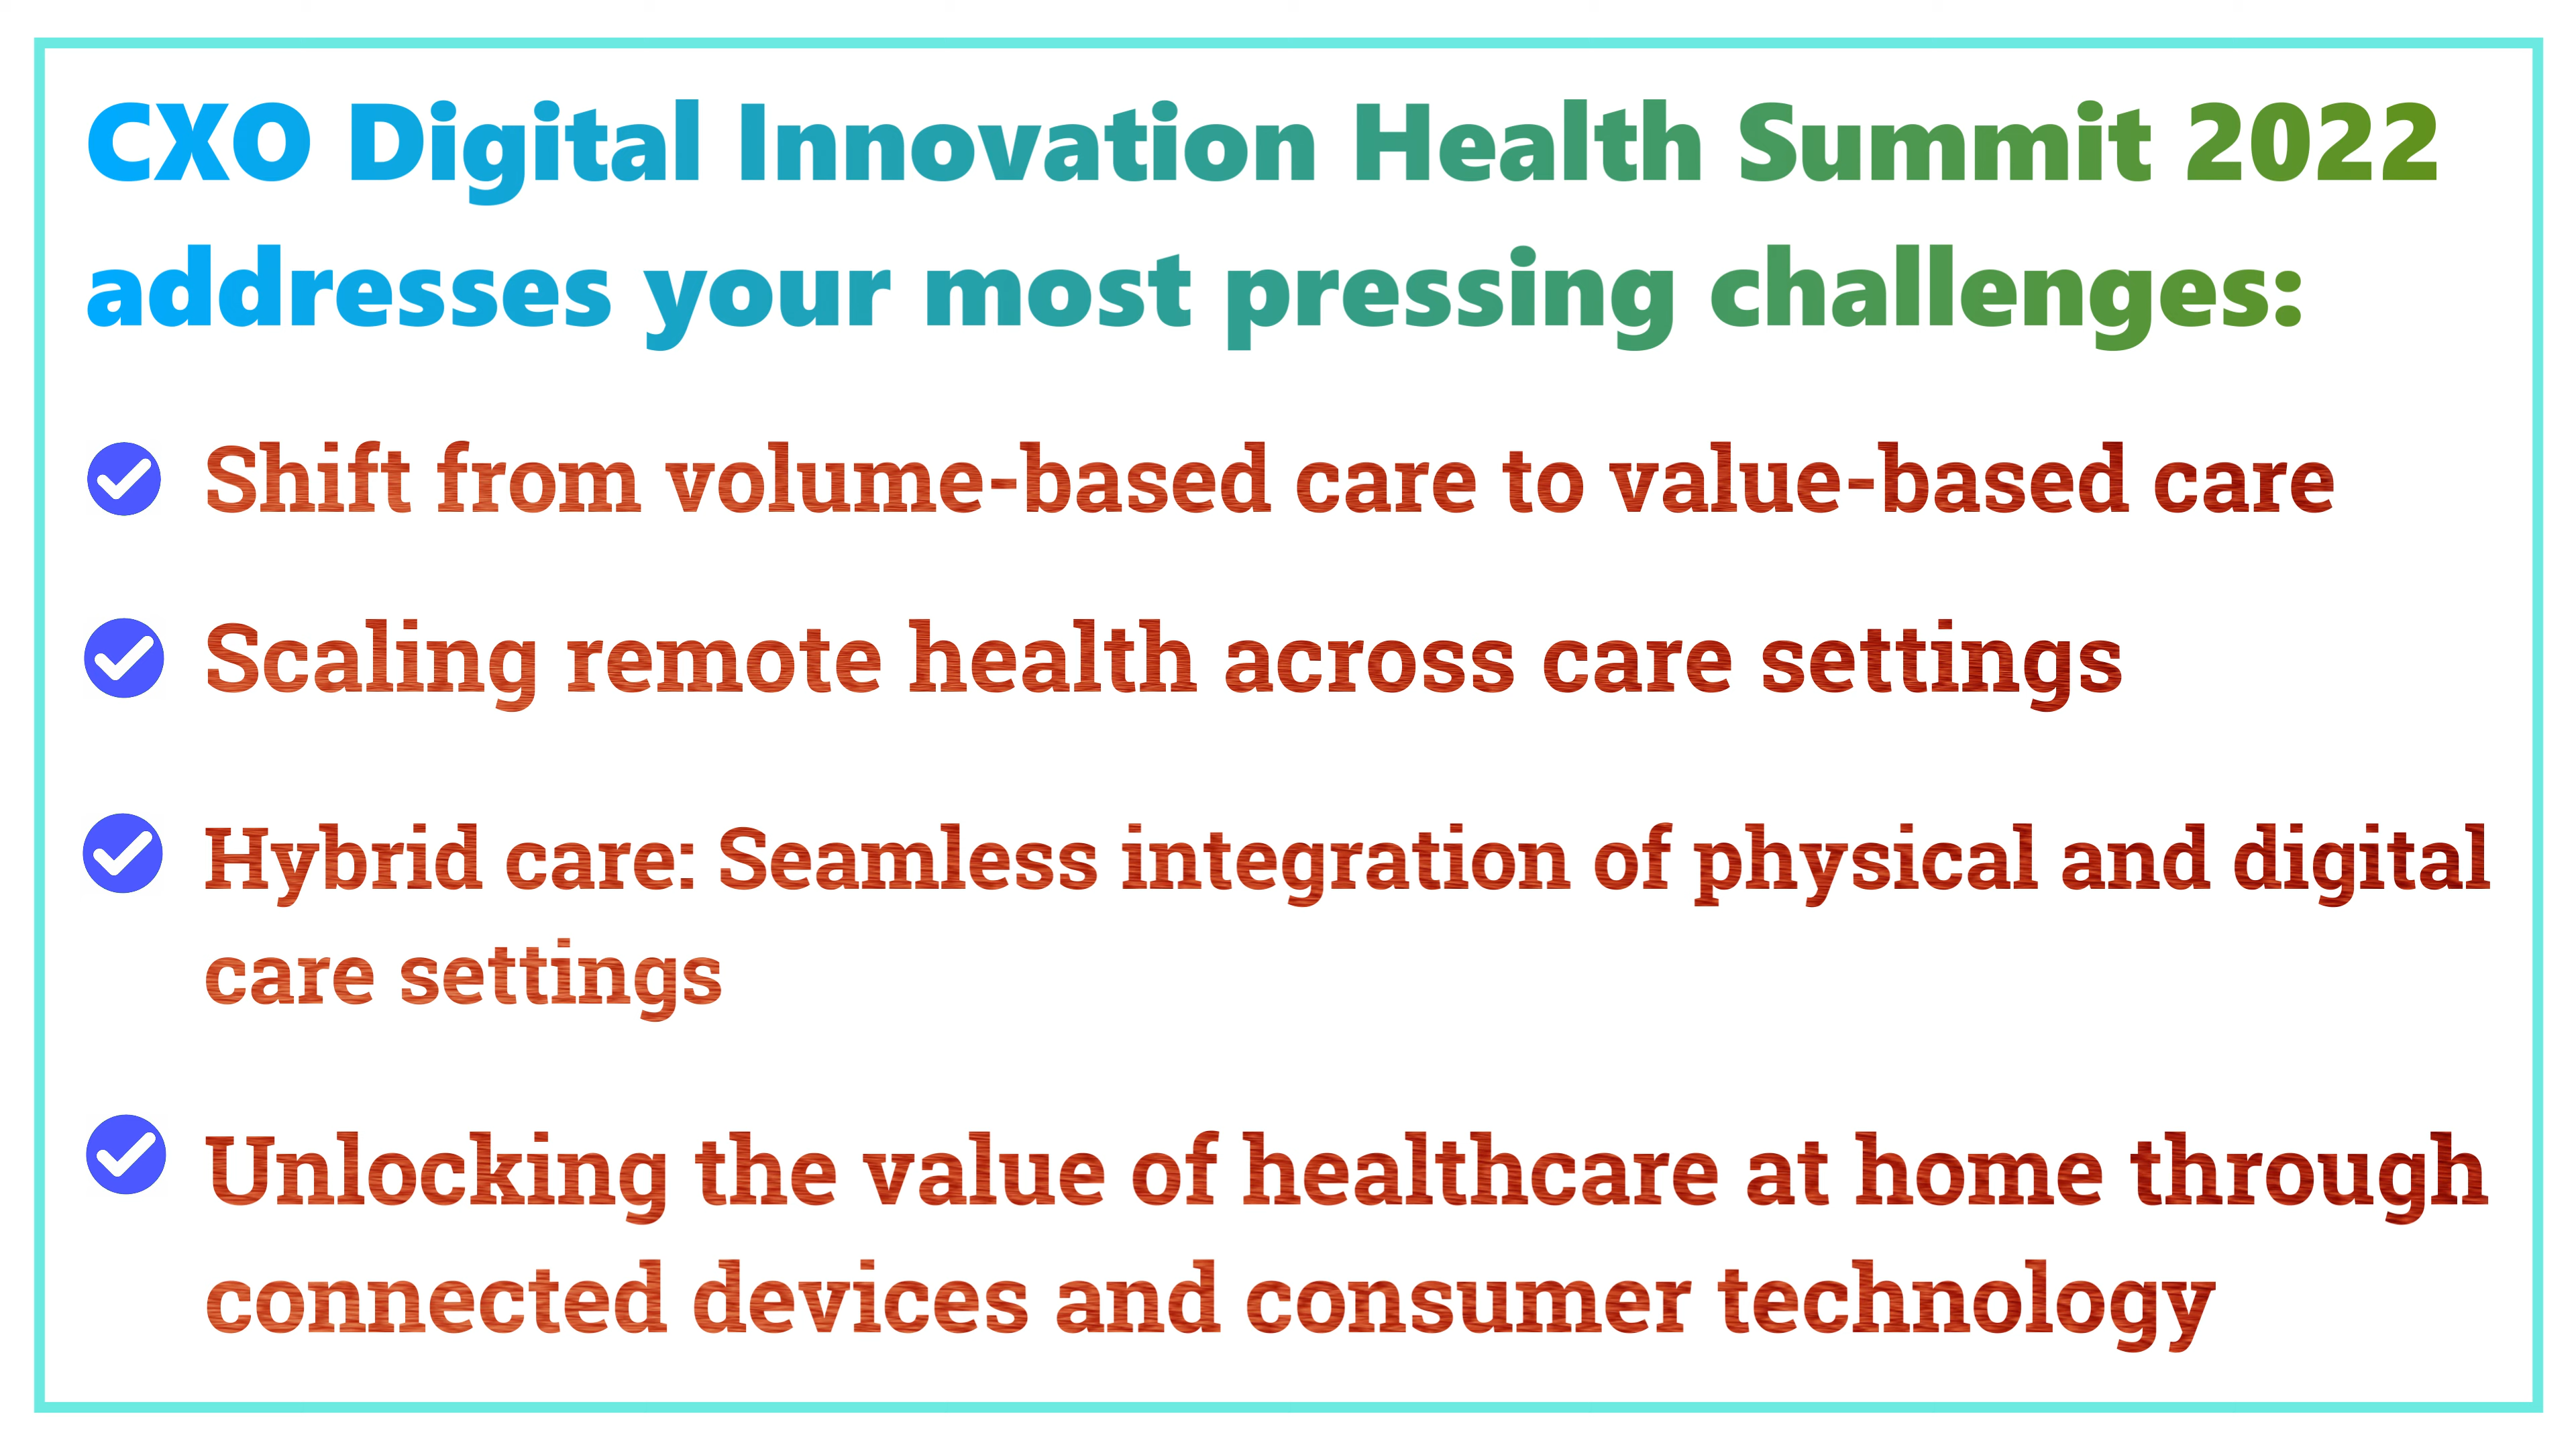 CXO Digital Innovation Health Summit 2022
addresses your most pressing challenges:
Shift from volume-based care to value-based care
Scaling remote health across care settings
Hybrid care: Seamless integration of physical and digital
care settings
Unlocking the value of healthcare at home through
connected devices and consumer technology